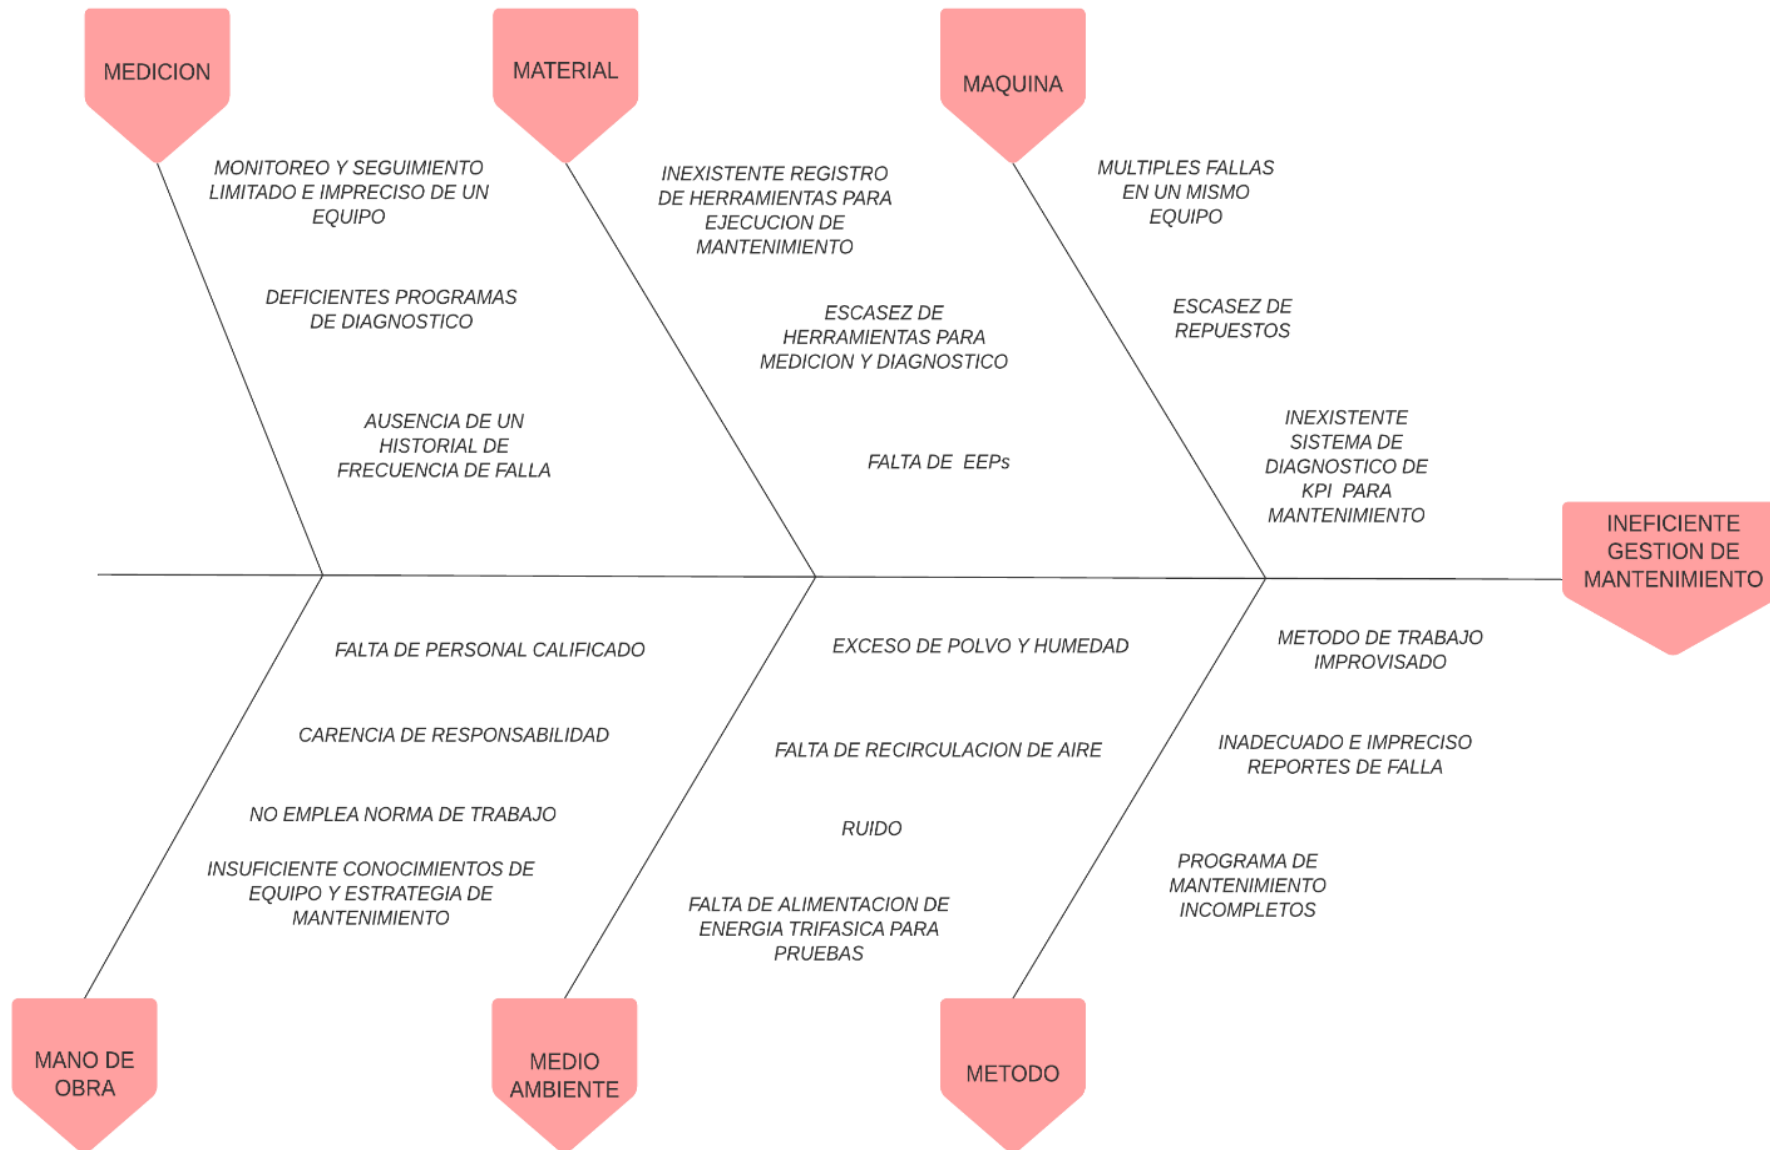 MEDICION
MATERIAL
MAQUINA
MONITOREO Y SEGUIMIENTO
LIMITADO E IMPRECISO DE UN
EQUIPO
DEFICIENTES PROGRAMAS
DE DIAGNOSTICO
AUSENCIA DE UN
HISTORIAL DE
FRECUENCIA DE FALLA
INEXISTENTE REGISTRO
DE HERRAMIENTAS PARA
EJECUCION DE
MANTENIMIENTO
ESCASEZ DE
HERRAMIENTAS PARA
MEDICION Y DIAGNOSTICO
FALTA DE EEPs
MULTIPLES FALLAS
EN UN MISMO
EQUIPO
ESCASEZ DE
REPUESTOS
INEXISTENTE
SISTEMA DE
DIAGNOSTICO DE
KPI PARA
MANTENIMIENTO
INEFICIENTE
GESTION DE
MANTENIMIENTO
FALTA DE PERSONAL CALIFICADO
CARENCIA DE RESPONSABILIDAD
NO EMPLEA NORMA DE TRABAJO
INSUFICIENTE CONOCIMIENTOS DE
EQUIPO Y ESTRATEGIA DE
MANTENIMIENTO
EXCESO DE POLVO Y HUMEDAD
FALTA DE RECIRCULACION DE AIRE
RUIDO
FALTA DE ALIMENTACION DE
ENERGIA TRIFASICA PARA
PRUEBAS
METODO DE TRABAJO
IMPROVISADO
INADECUADO E IMPRECISO
REPORTES DE FALLA
PROGRAMA DE
MANTENIMIENTO
INCOMPLETOS
MANO DE
OBRA
MEDIO
AMBIENTE
METODO